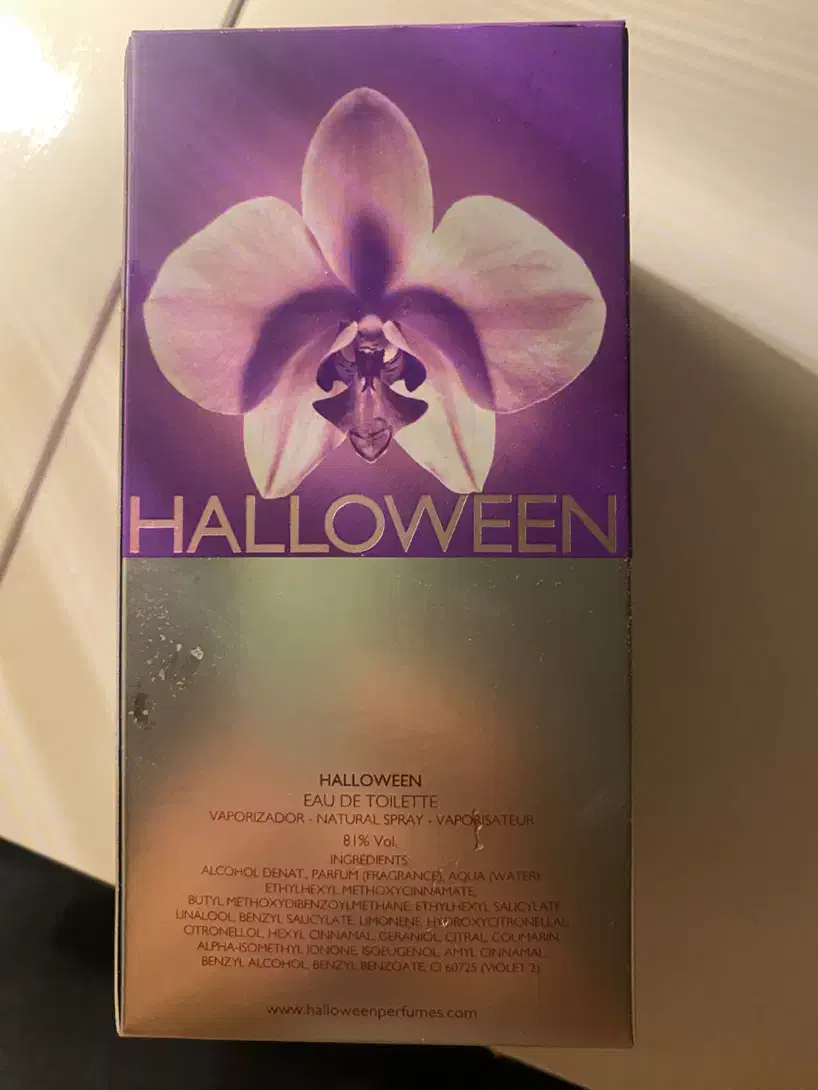 HALLOWEEN
HALLOWEEN
EAU DE TOILETTE
VAPORIZADOR - NATURAL SPRAY - VAPORISATEUR
81% Vol.
INGREDIENTS:
ALCOHOL DENAT., PARFUM (FRAGRANCE), AQUA (WATER)
ETHYLHEXYL METHOXYCINNAMATE,
BUTYL METHOXYDIBENZOYLMETHANE, ETHYLHEXYL SALICYLATE,
LINALOOL, BENZYL SALICYLATE, LIMONENE, HYDROXYCITRONELLAL,
CITRONELLOL, HEXYL CINNAMAL, GERANIOL, CITRAL, COUMARIN,
ALPHA-ISOMETHYL IONONE, ISOEUGENOL, AMYL CINNAMAL,
BENZYL ALCOHOL, BENZYL BENZOATE, CI 60725 (VIOLET 2)
www.halloweenperfumes.com